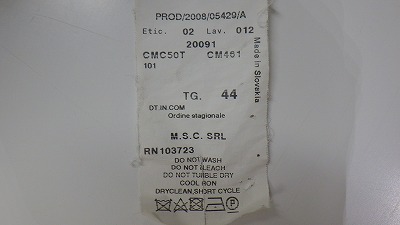 PROD/2008/05429/A
Etic. 02 Lav. 012
20091
CMC50T CM461
101
Made in Slovakia
TG. 44
DT.IN.COM
Ordine stagionale
M.S.C. SRL
RN103723
DO NOT WASH
DO NOT BLEACH
DO NOT TUMBLE DRY
COOL IRON
DRYCLEAN,SHORT CYCLE
P